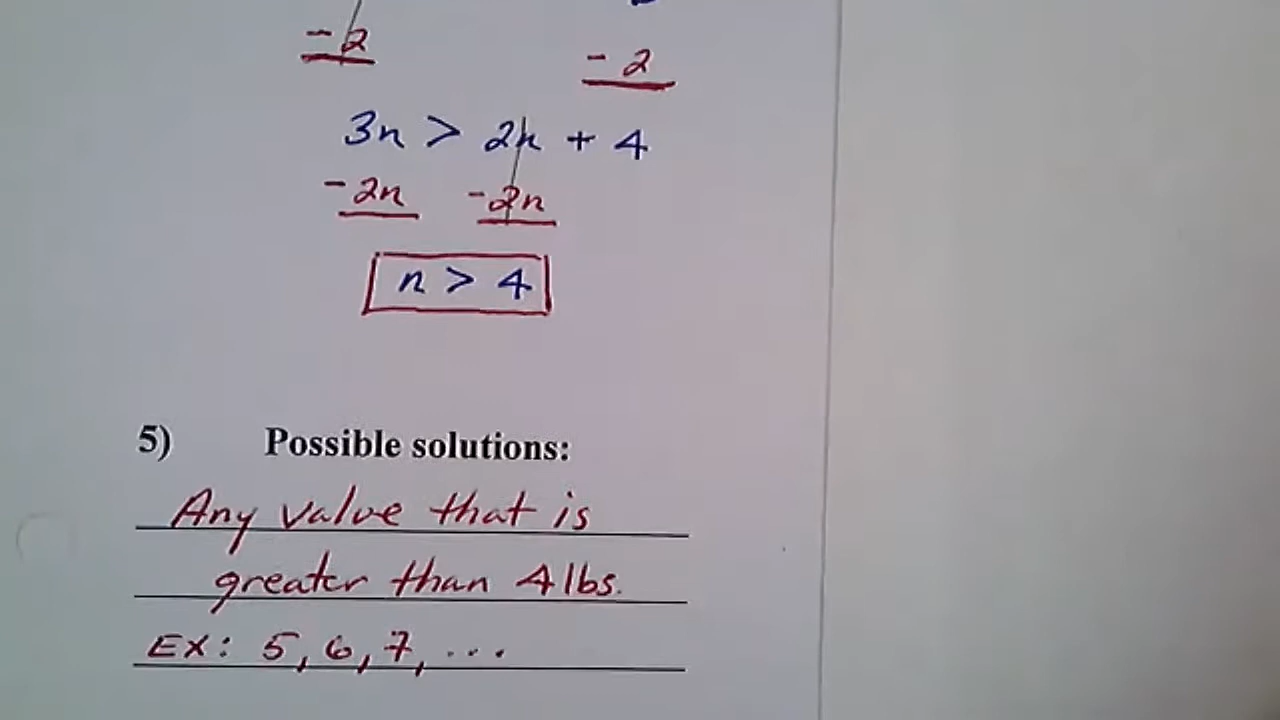 - 2 - 2
3n > 2n + 4
- 2n - 2n
n > 4
5) Possible solutions:
Any value that is
greater than 4 lbs.
EX: 5, 6, 7, ...